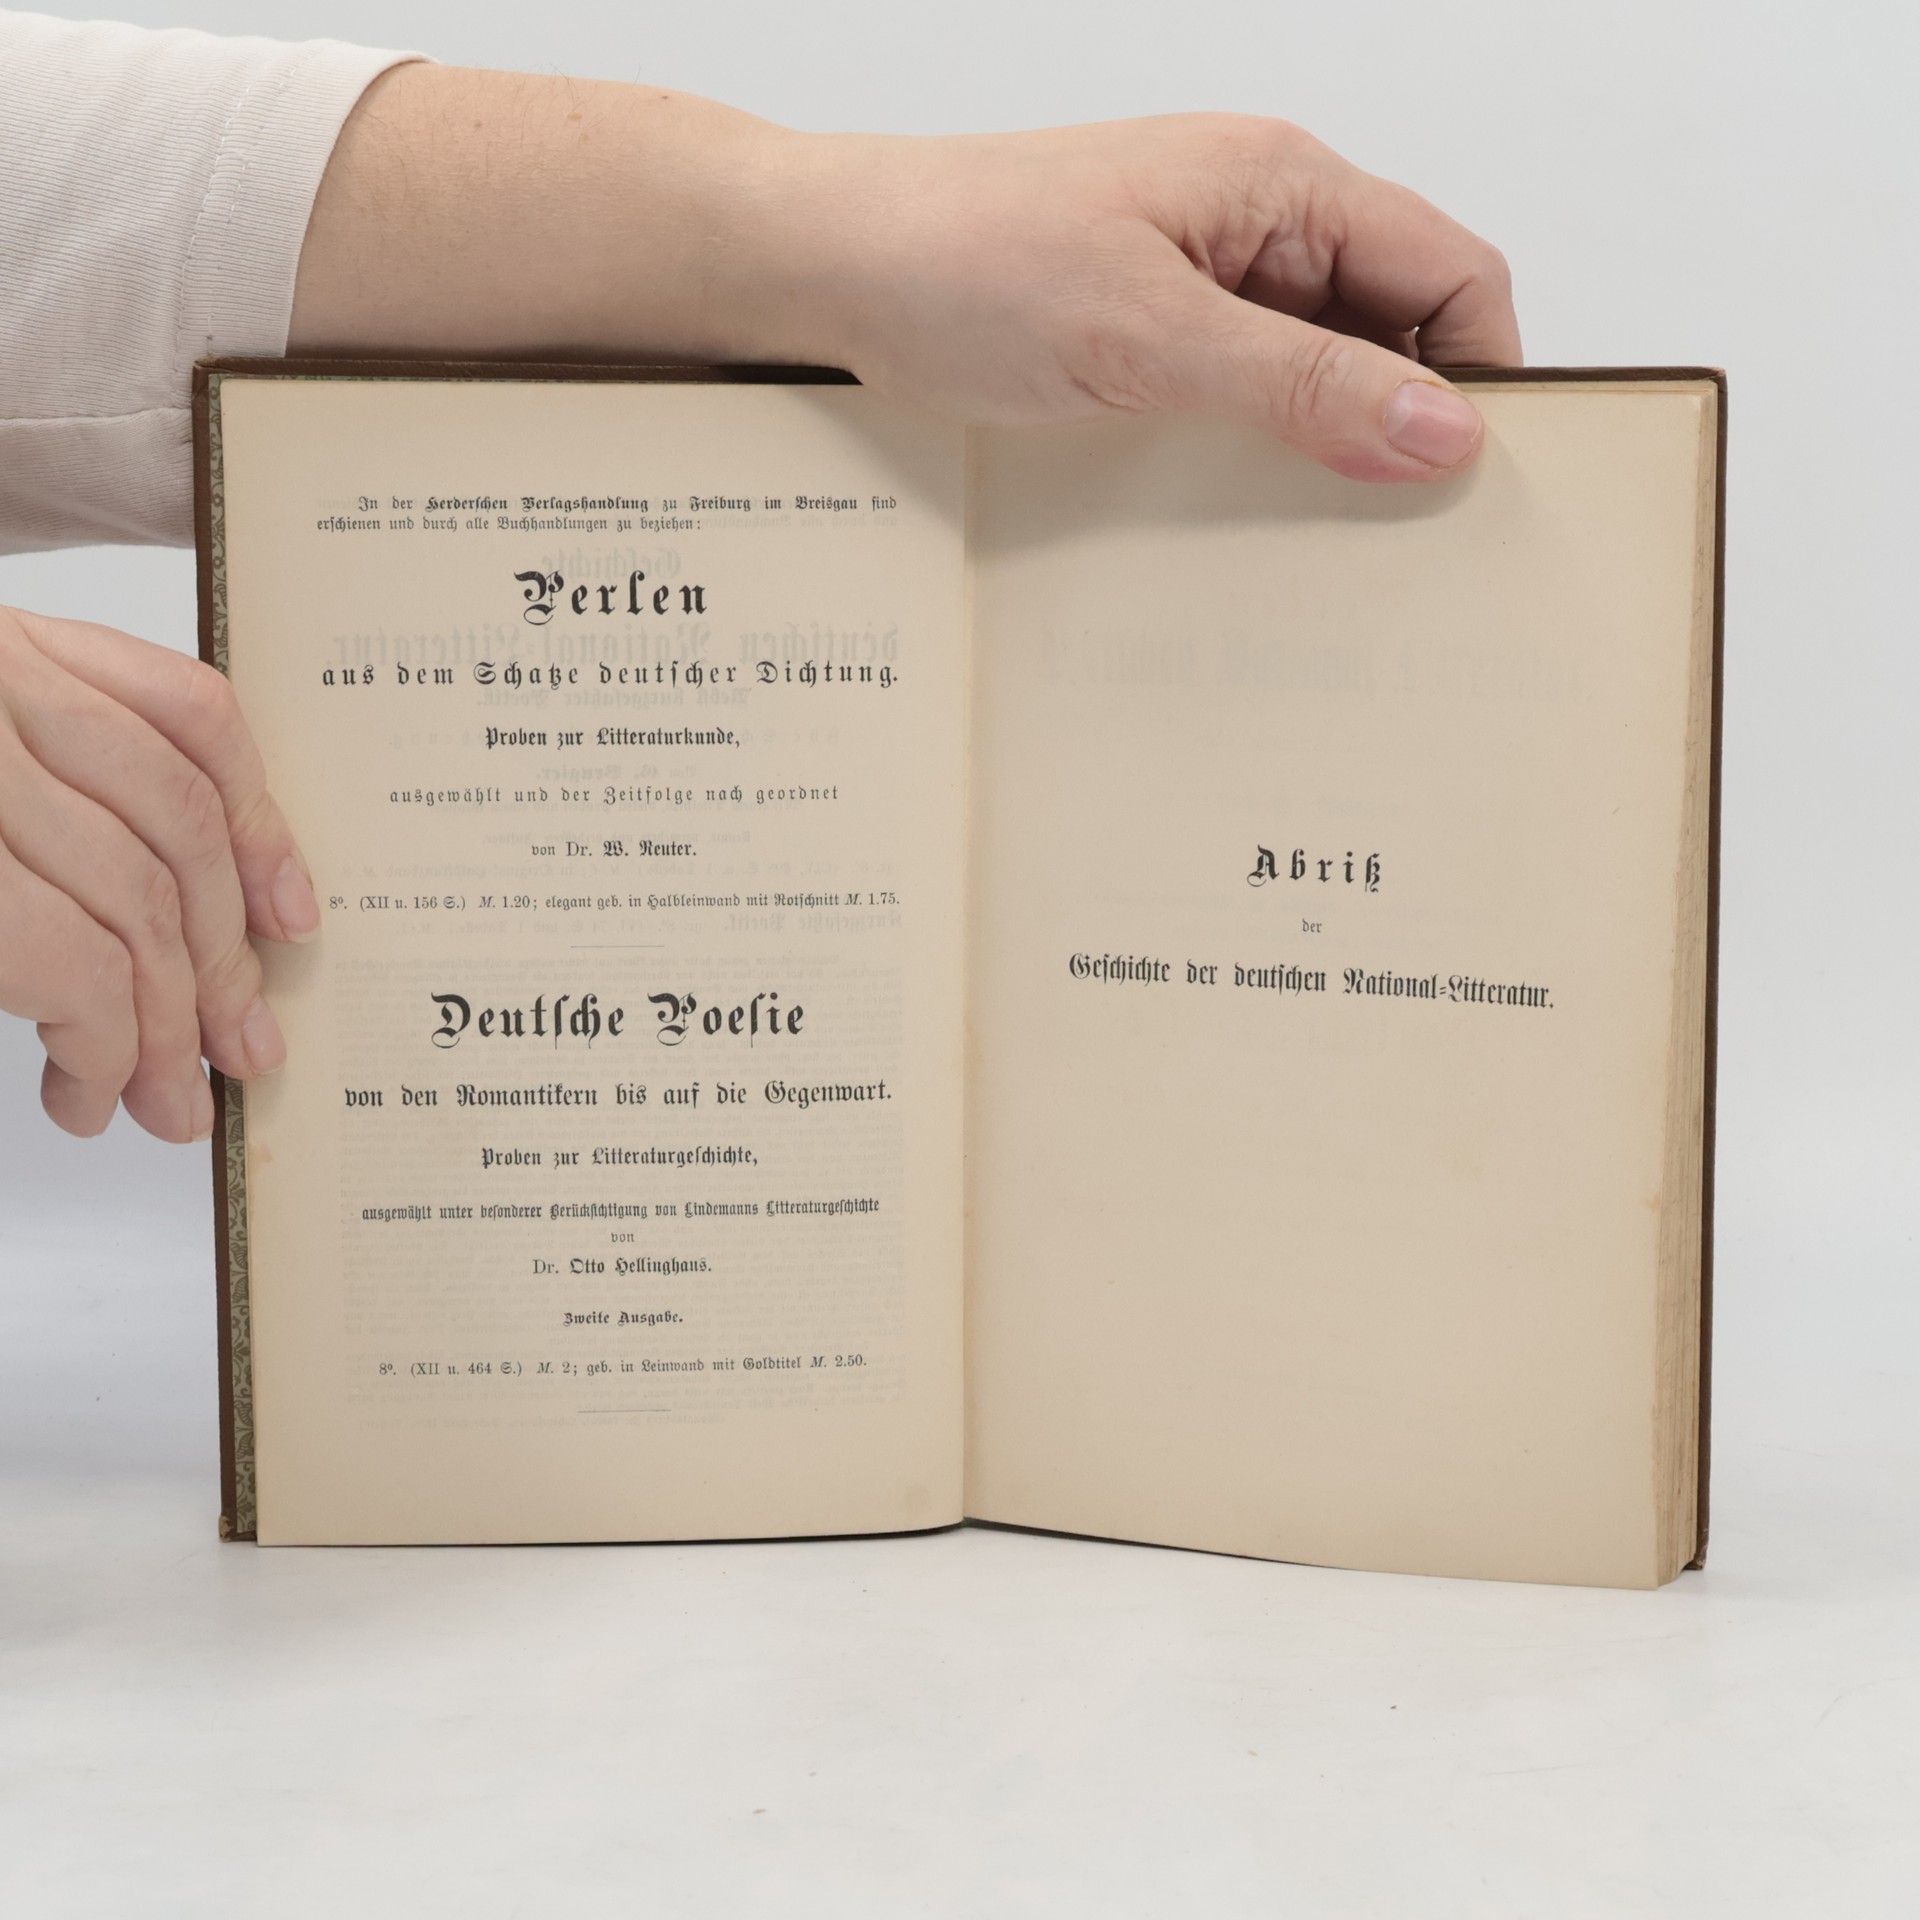 In der Herderschen Verlagshandlung zu Freiburg im Breisgau sind
erschienen und durch alle Buchhandlungen zu beziehen:
Perlen
aus dem Schatze deutscher Dichtung.
Proben zur Litteraturkunde,
ausgewählt und der Zeitfolge nach geordnet
von Dr. W. Reuter.
8º. (XII u. 156 S.) M. 1.20; elegant geb. in Halbleinwand mit Rotschnitt M. 1.75.
Deutsche Poesie
von den Romantikern bis auf die Gegenwart.
Proben zur Litteraturgeschichte,
ausgewählt unter besonderer Berücksichtigung von Lindemanns Litteraturgeschichte
von
Dr. Otto Hellinghaus.
Zweite Ausgabe.
8º. (XII u. 464 S.) M. 2; geb. in Leinwand mit Goldtitel M. 2.50.
Abriß
der
Geschichte der deutschen National-Litteratur.